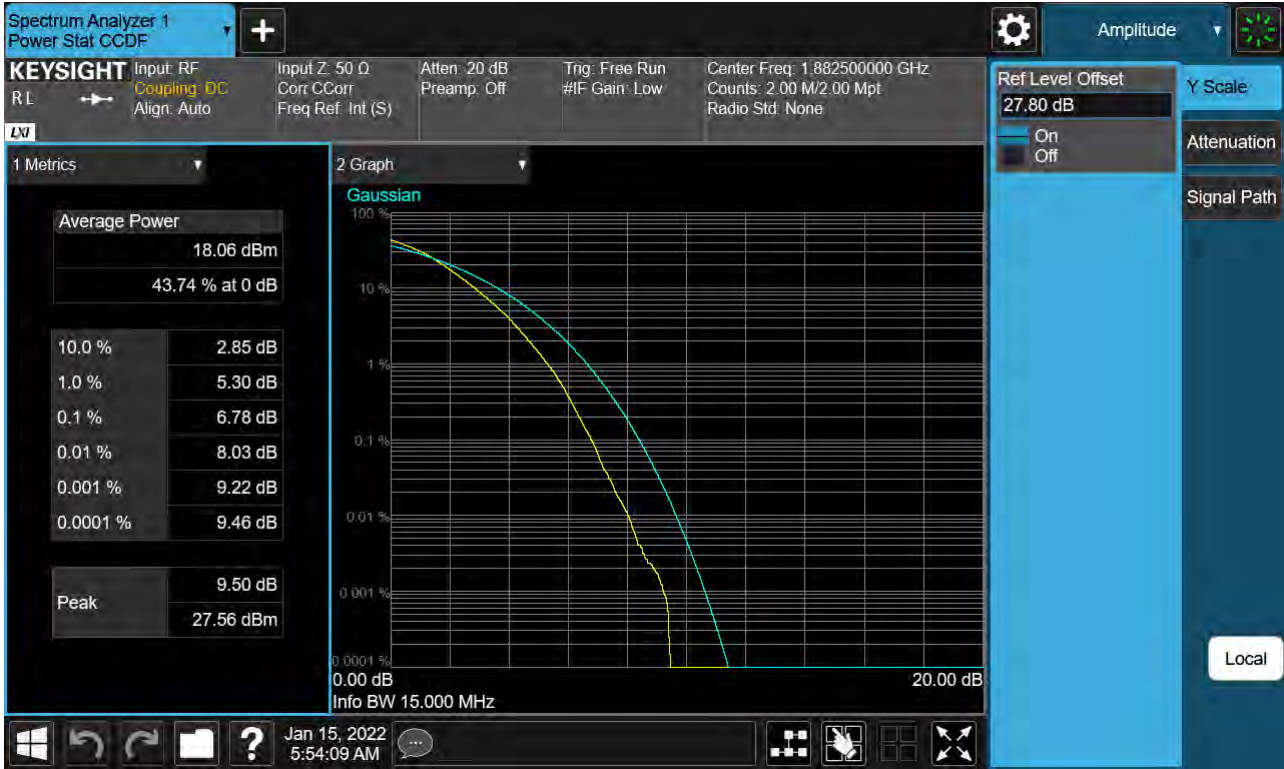 Spectrum Analyzer 1
Power Stat CCDF
+
Amplitude
KEYSIGHT
R L
LXI
Input: RF
Coupling: DC
Align: Auto
Input Z: 50 Ω
Corr CCorr
Freq Ref: Int (S)
Atten: 20 dB
Preamp: Off
Trig: Free Run
#IF Gain: Low
Center Freq: 1.882500000 GHz
Counts: 2.00 M/2.00 Mpt
Radio Std: None
Ref Level Offset
27.80 dB
On
Off
Y Scale
Attenuation
Signal Path
Local
1 Metrics
Average Power
18.06 dBm
43.74 % at 0 dB
10.0 % 2.85 dB
1.0 % 5.30 dB
0.1 % 6.78 dB
0.01 % 8.03 dB
0.001 % 9.22 dB
0.0001 % 9.46 dB
Peak
9.50 dB
27.56 dBm
2 Graph
Gaussian
100 %
10 %
1 %
0.1 %
0.01 %
0.001 %
0.0001 %
0.00 dB 20.00 dB
Info BW 15.000 MHz
?
Jan 15, 2022
5:54:09 AM